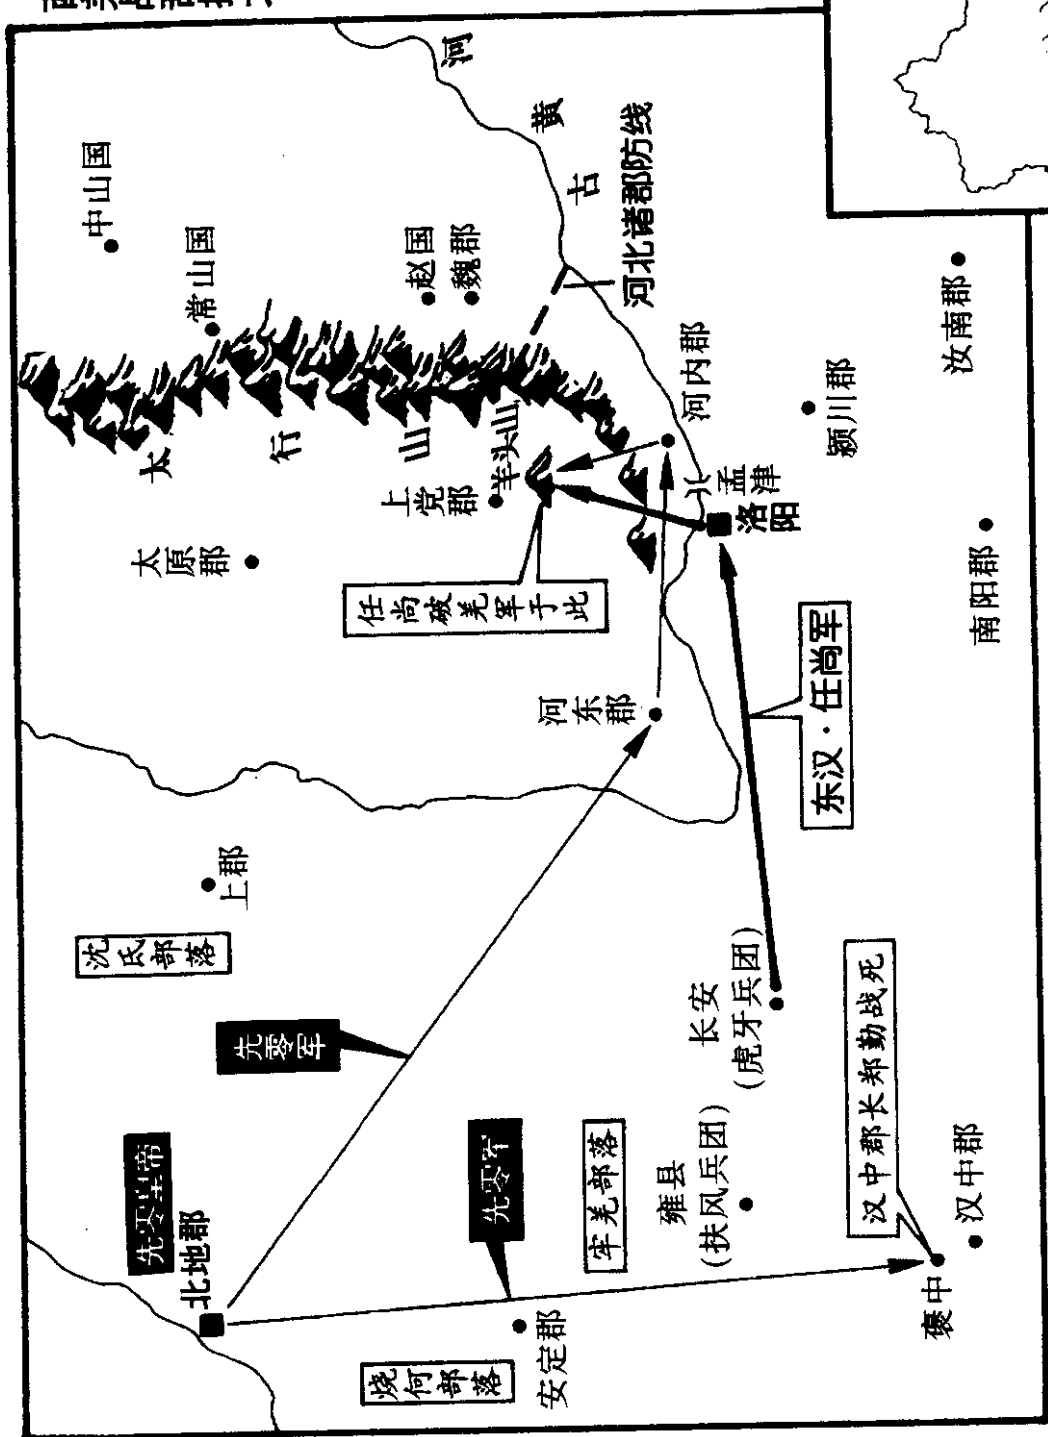 中山国
常山国
赵国
魏郡
河
黄
古
河北诸郡防线
太
行
山
羊头山
上党郡
太原郡
任尚破羌军于此
河内郡
孟津
洛阳
颍川郡
汝南郡
南阳郡
河东郡
东汉·任尚军
上郡
沈氐部落
先零军
长安
(虎牙兵团)
汉中郡长郑勤战死
先零皇帝
北地郡
先零军
牢羌部落
雍县
(扶风兵团)
汉中郡
褒中
安定郡
烧何部落